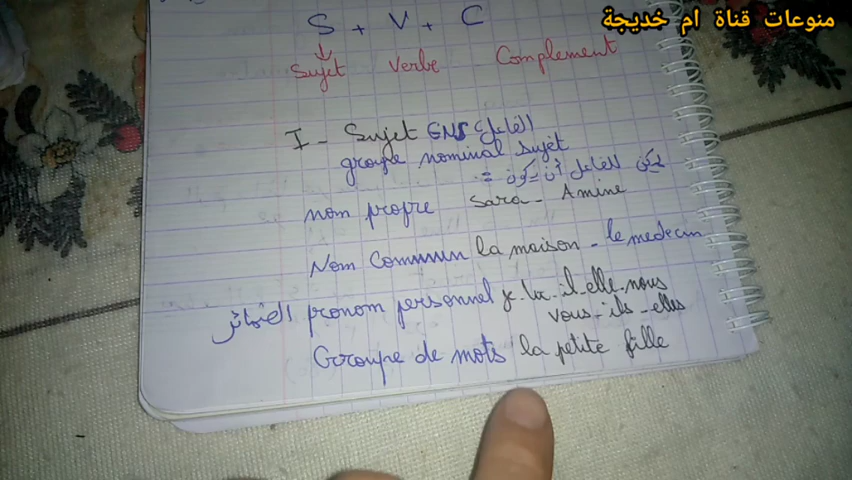 منوعات قناة ام خديجة
S + V + C
Sujet Verbe Complement
I - Sujet GNS الفاعل
groupe nominal sujet
يمكن للفاعل أن يكون :
nom propre Sara - Amine
Nom Commun la maison - le medecin
الضمائر pronom personnel je - tu - il - elle - nous
vous - ils - elles
Groupe de mots la petite fille